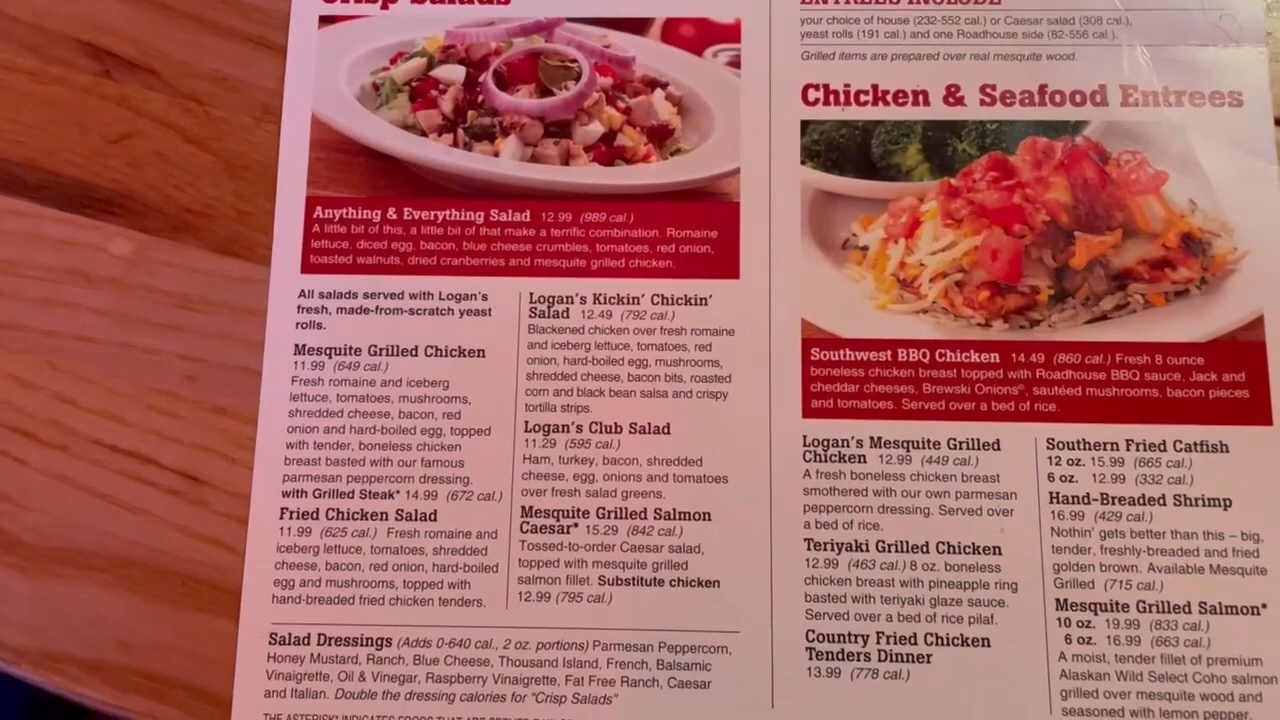 Crisp Salads
Anything & Everything Salad 12.99 (989 cal.)
A little bit of this, a little bit of that make a terrific combination. Romaine
lettuce, diced egg, bacon, blue cheese crumbles, tomatoes, red onion,
toasted walnuts, dried cranberries and mesquite grilled chicken.
All salads served with Logan's
fresh, made-from-scratch yeast
rolls.
Mesquite Grilled Chicken
11.99 (649 cal.)
Fresh romaine and iceberg
lettuce, tomatoes, mushrooms,
shredded cheese, bacon, red
onion and hard-boiled egg, topped
with tender, boneless chicken
breast basted with our famous
parmesan peppercorn dressing.
with Grilled Steak* 14.99 (672 cal.)
Fried Chicken Salad
11.99 (625 cal.) Fresh romaine and
iceberg lettuce, tomatoes, shredded
cheese, bacon, red onion, hard-boiled
egg and mushrooms, topped with
hand-breaded fried chicken tenders.
Logan's Kickin' Chickin'
Salad 12.49 (792 cal.)
Blackened chicken over fresh romaine
and iceberg lettuce, tomatoes, red
onion, hard-boiled egg, mushrooms,
shredded cheese, bacon bits, roasted
corn and black bean salsa and crispy
tortilla strips.
Logan's Club Salad
11.29 (595 cal.)
Ham, turkey, bacon, shredded
cheese, egg, onions and tomatoes
over fresh salad greens.
Mesquite Grilled Salmon
Caesar* 15.29 (842 cal.)
Tossed-to-order Caesar salad,
topped with mesquite grilled
salmon fillet. Substitute chicken
12.99 (795 cal.)
Salad Dressings (Adds 0-640 cal., 2 oz. portions) Parmesan Peppercorn,
Honey Mustard, Ranch, Blue Cheese, Thousand Island, French, Balsamic
Vinaigrette, Oil & Vinegar, Raspberry Vinaigrette, Fat Free Ranch, Caesar
and Italian. Double the dressing calories for "Crisp Salads"
THE ASTERISK* INDICATES FOODS THAT ARE SERVED
ENTREES INCLUDE
your choice of house (232-552 cal.) or Caesar salad (308 cal.),
yeast rolls (191 cal.) and one Roadhouse side (82-556 cal.).
Grilled items are prepared over real mesquite wood.
Chicken & Seafood Entrees
Southwest BBQ Chicken 14.49 (860 cal.) Fresh 8 ounce
boneless chicken breast topped with Roadhouse BBQ sauce, Jack and
cheddar cheeses, Brewski Onions®, sautéed mushrooms, bacon pieces
and tomatoes. Served over a bed of rice.
Logan's Mesquite Grilled
Chicken 12.99 (449 cal.)
A fresh boneless chicken breast
smothered with our own parmesan
peppercorn dressing. Served over
a bed of rice.
Teriyaki Grilled Chicken
12.99 (463 cal.) 8 oz. boneless
chicken breast with pineapple ring
basted with teriyaki glaze sauce.
Served over a bed of rice pilaf.
Country Fried Chicken
Tenders Dinner
13.99 (778 cal.)
Southern Fried Catfish
12 oz. 15.99 (665 cal.)
6 oz. 12.99 (332 cal.)
Hand-Breaded Shrimp
16.99 (429 cal.)
Nothin' gets better than this – big,
tender, freshly-breaded and fried
golden brown. Available Mesquite
Grilled (715 cal.)
Mesquite Grilled Salmon*
10 oz. 19.99 (833 cal.)
6 oz. 16.99 (663 cal.)
A moist, tender fillet of premium
Alaskan Wild Select Coho salmon
grilled over mesquite wood and
seasoned with lemon pepper.